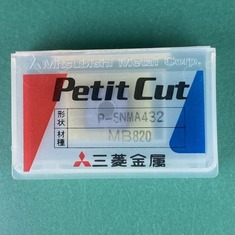 Mitsubishi Metal Corp.
Petit Cut
形状 P-SNMA432
材種 MB820
三菱金属